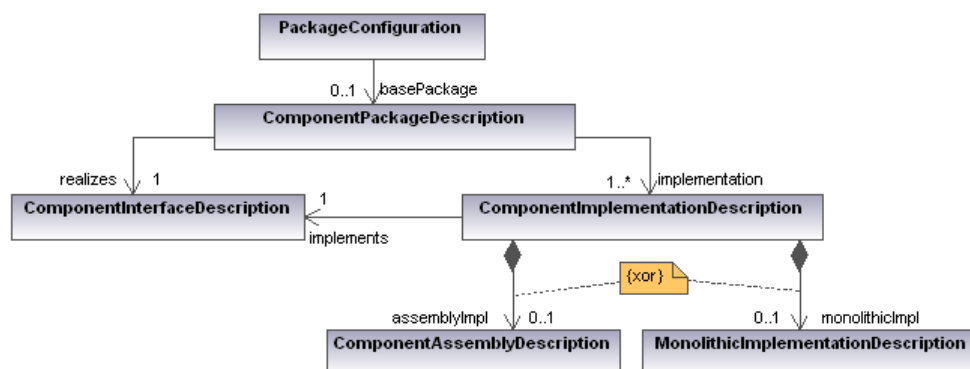 PackageConfiguration
0..1 basePackage
ComponentPackageDescription
realizes 1
1..* implementation
ComponentInterfaceDescription
1
implements
ComponentImplementationDescription
{xor}
assemblyImpl 0..1
0..1 monolithicImpl
ComponentAssemblyDescription
MonolithicImplementationDescription